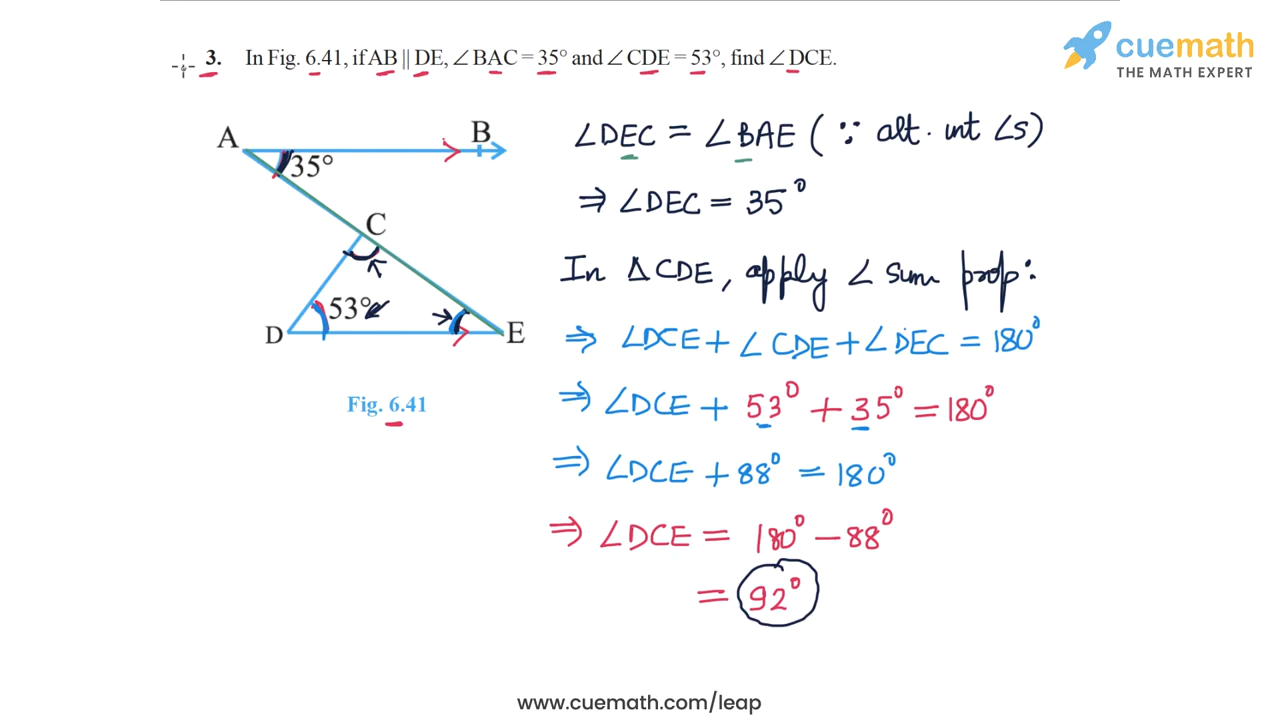 cuemath
THE MATH EXPERT
3. In Fig. 6.41, if AB || DE, ∠BAC = 35° and ∠CDE = 53°, find ∠DCE.
A
B
35°
C
53°
D
E
Fig. 6.41
∠DEC = ∠BAE (∵ alt. int ∠s)
⇒ ∠DEC = 35°
In ΔCDE, apply ∠ sum prop:
⇒ ∠DCE + ∠CDE + ∠DEC = 180°
⇒ ∠DCE + 53° + 35° = 180°
⇒ ∠DCE + 88° = 180°
⇒ ∠DCE = 180° − 88°
= 92°
www.cuemath.com/leap